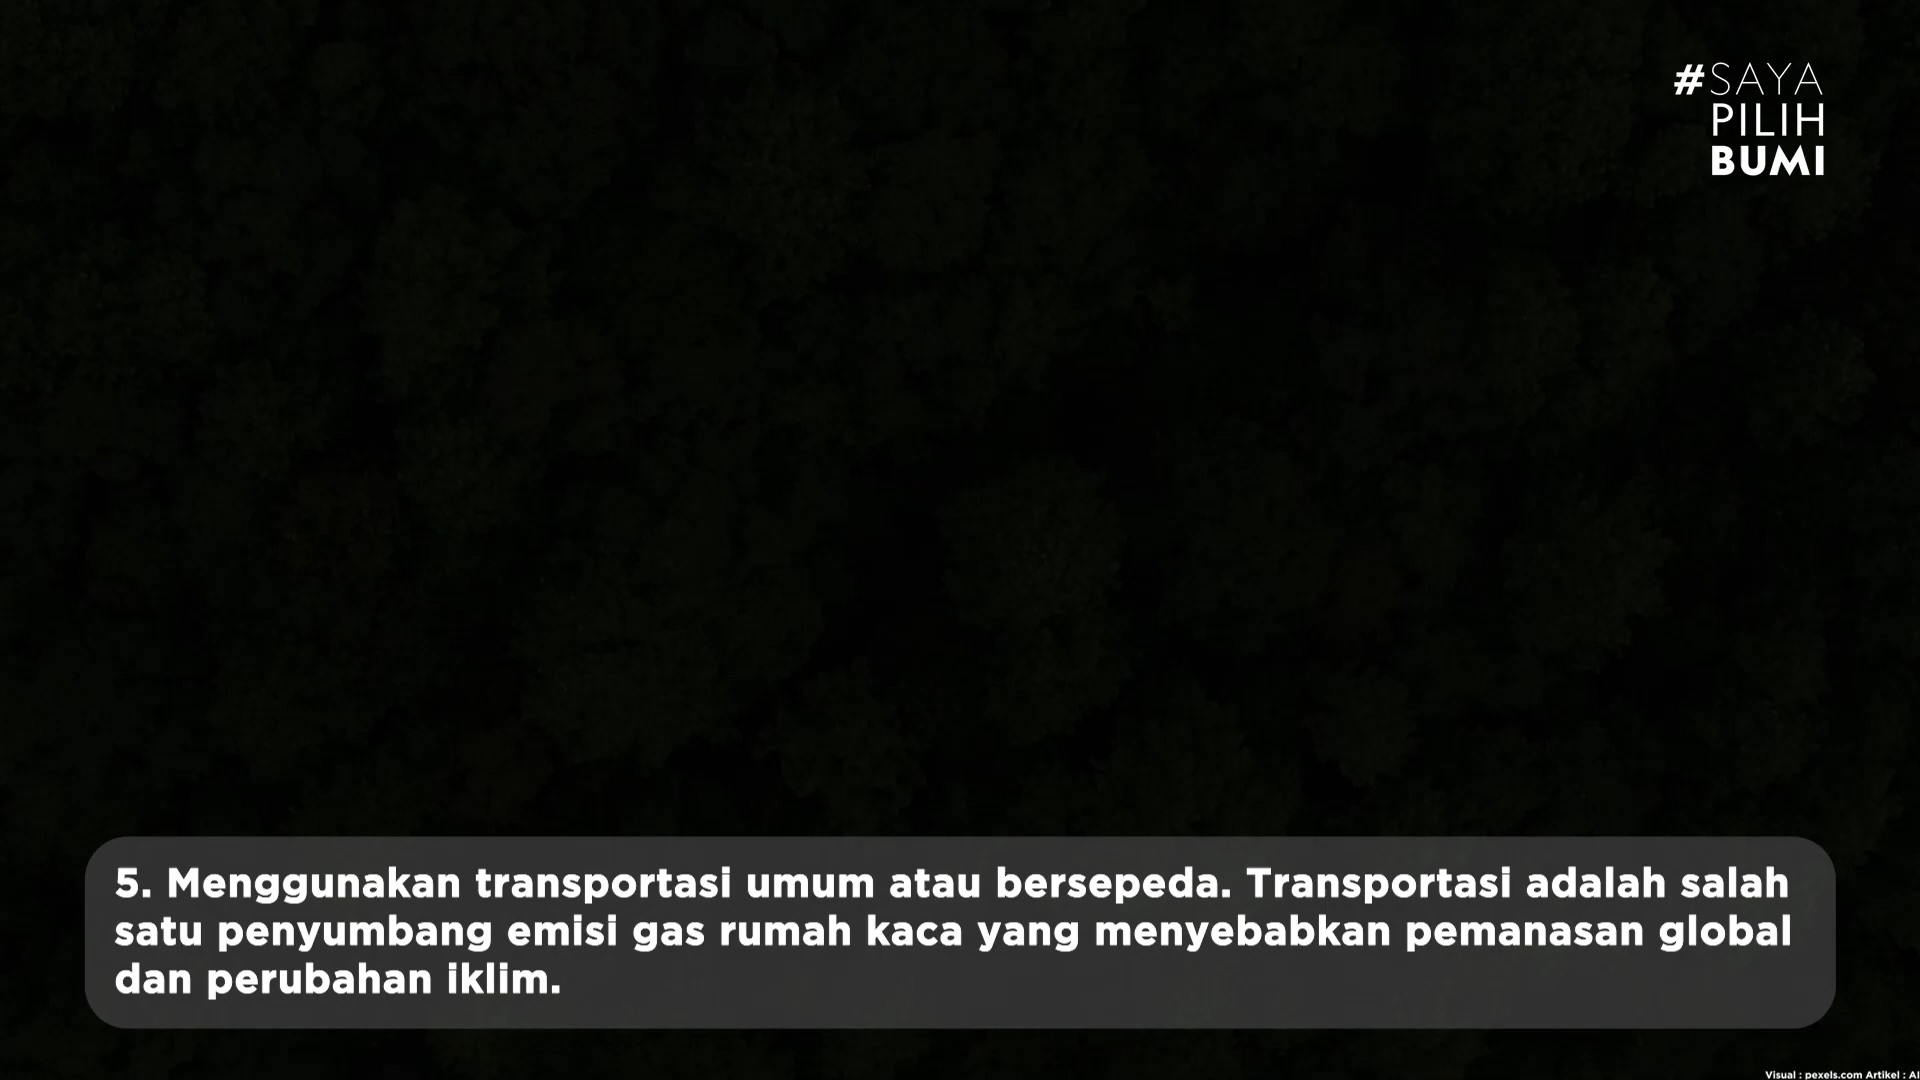 #SAYA
PILIH
BUMI
5. Menggunakan transportasi umum atau bersepeda. Transportasi adalah salah
satu penyumbang emisi gas rumah kaca yang menyebabkan pemanasan global
dan perubahan iklim.
Visual : pexels.com Artikel : AI